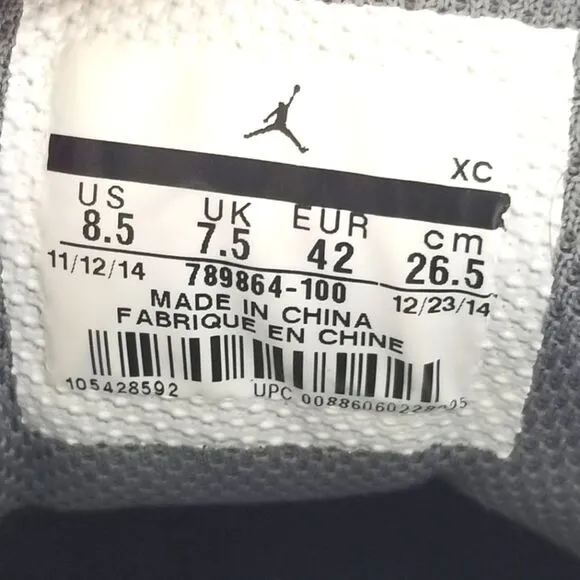 XC
US UK EUR cm
8.5 7.5 42 26.5
11/12/14 789864-100 12/23/14
MADE IN CHINA
FABRIQUE EN CHINE
105428592 UPC